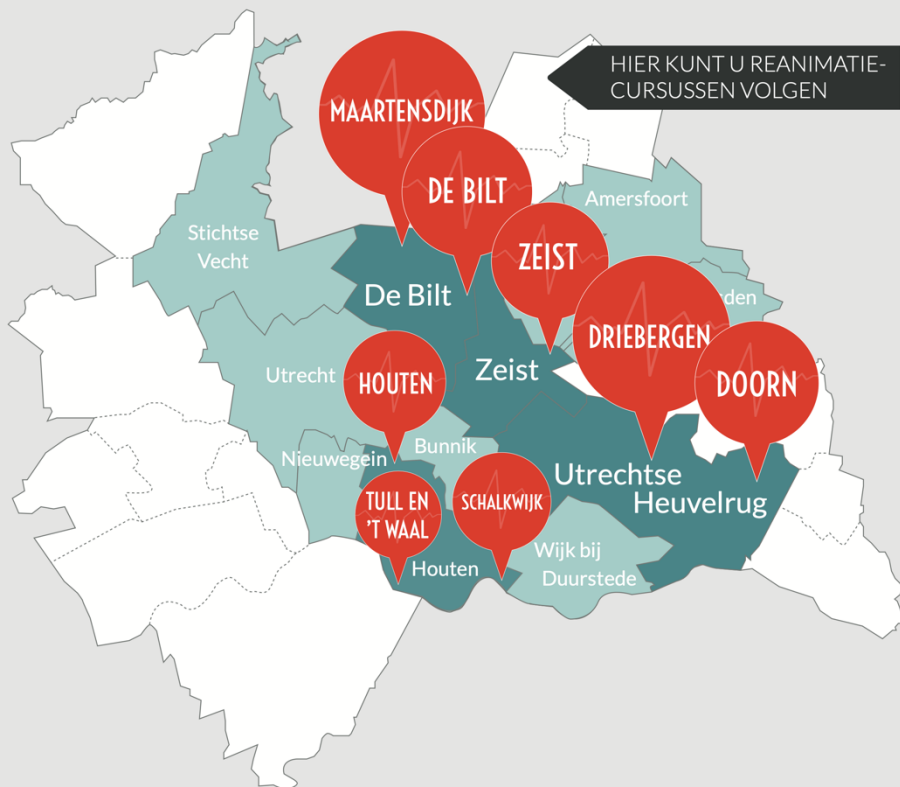 HIER KUNT U REANIMATIE-
CURSUSSEN VOLGEN
MAARTENSDIJK
DE BILT
Amersfoort
Stichtse
Vecht
ZEIST
De Bilt
den
DRIEBERGEN
Utrecht
HOUTEN
Zeist
DOORN
Bunnik
Nieuwegein
Utrechtse
Heuvelrug
TULL EN
'T WAAL
SCHALKWIJK
Wijk bij
Duurstede
Houten